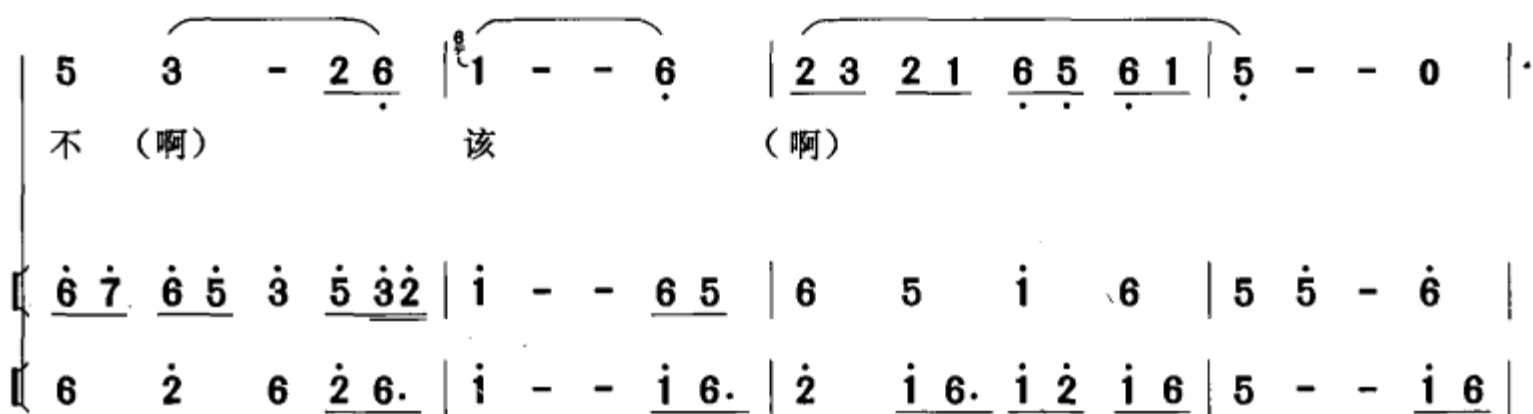 5 3 - 2 6̣ | 6 1 - - 6̣ | 2 3 2 1 6̣ 5̣ 6̣ 1 | 5̣ - - 0 |
不 （啊） 该 （啊）
6̇ 7̇ 6̇ 5̇ 3̇ 5̇ 3̇2̇ | 1̇ - - 6 5 | 6 5 1̇ 6 | 5 5̇ - 6̇ |
6 2̇ 6 2̇ 6. | 1̇ - - 1̇ 6. | 2̇ 1̇ 6. 1̇ 2̇ 1̇ 6 | 5 - - 1̇ 6 |